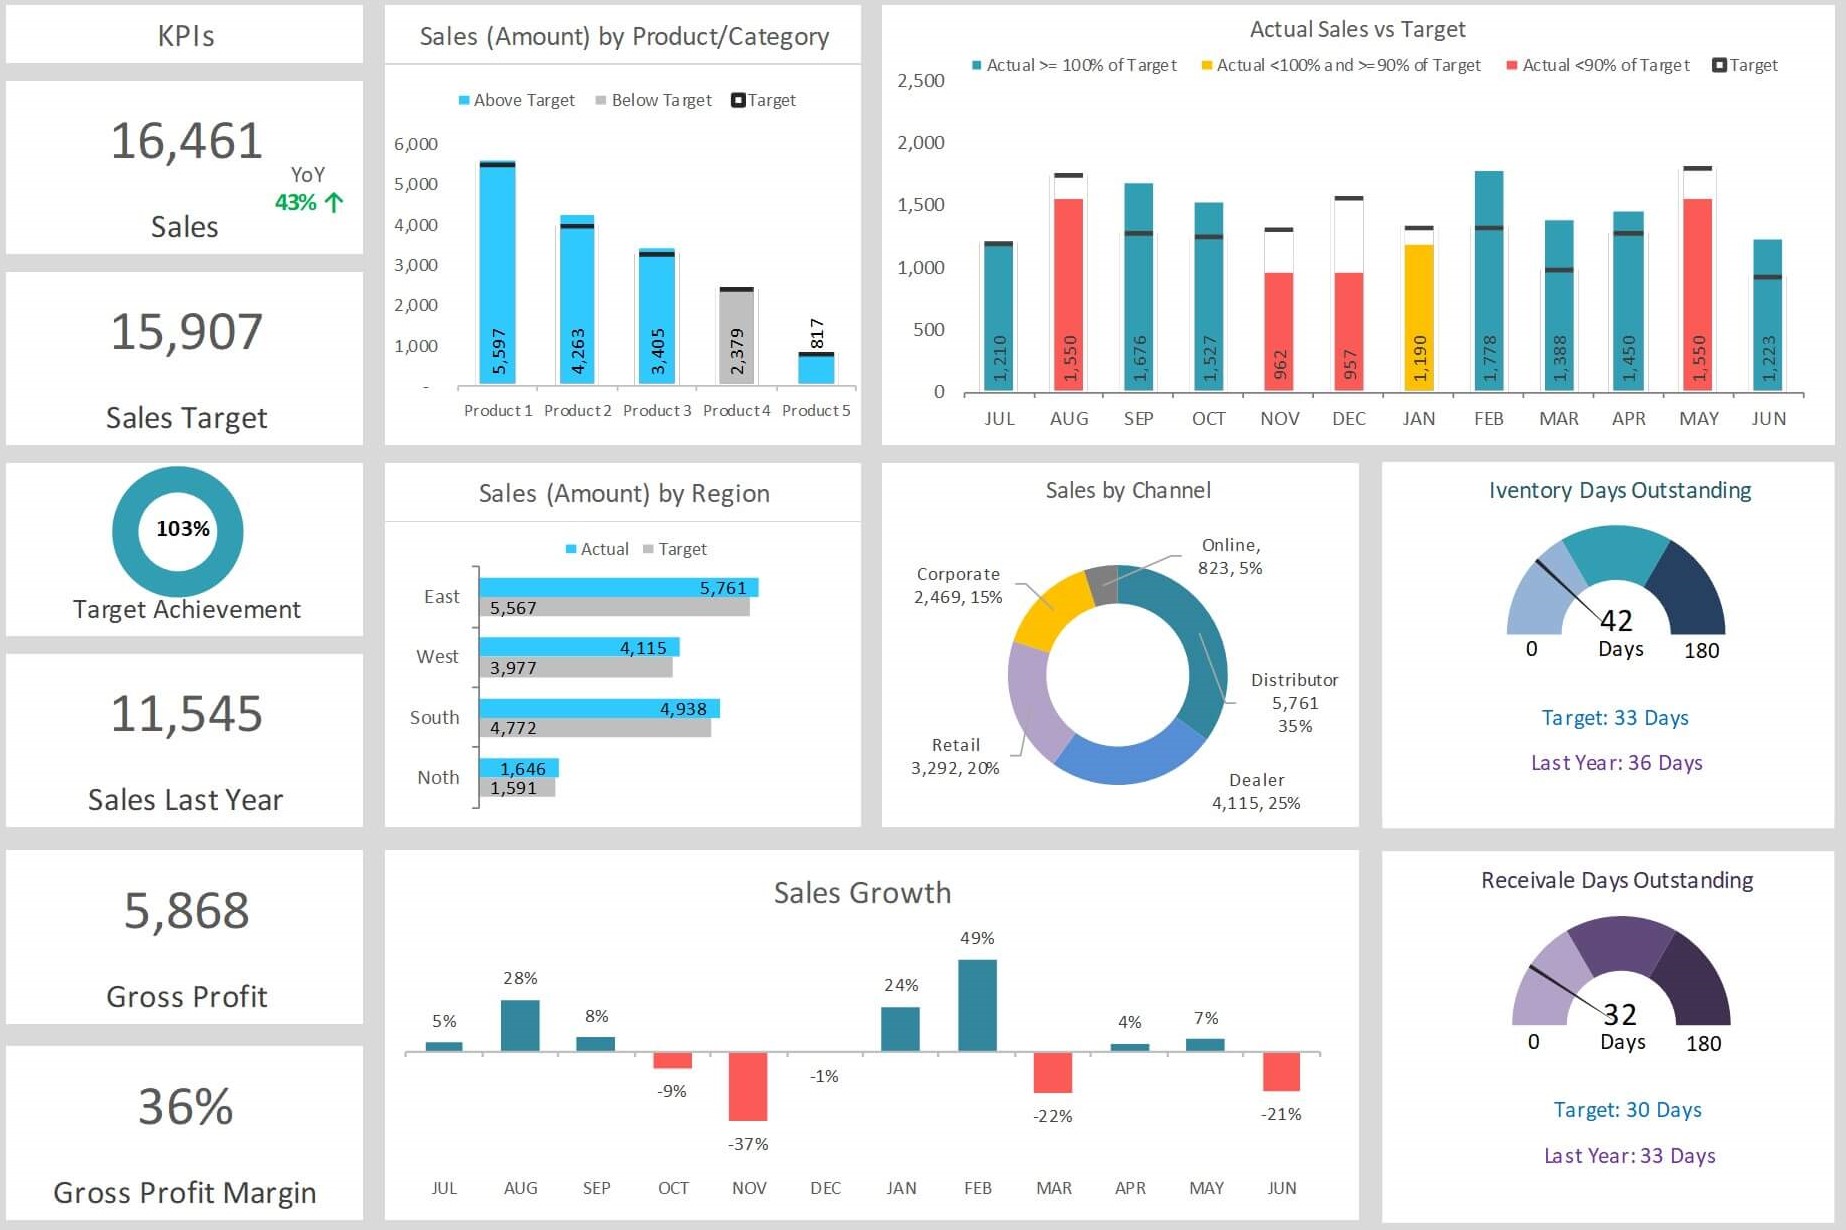 KPIs
16,461
YoY
43% ↑
Sales
15,907
Sales Target
103%
Target Achievement
11,545
Sales Last Year
5,868
Gross Profit
36%
Gross Profit Margin
Sales (Amount) by Product/Category
Above Target Below Target Target
6,000
5,000
4,000
3,000
2,000
1,000
-
5,597
4,263
3,405
2,379
817
Product 1 Product 2 Product 3 Product 4 Product 5
Actual Sales vs Target
Actual >= 100% of Target Actual <100% and >=90% of Target Actual <90% of Target Target
2,500
2,000
1,500
1,000
500
0
1,210
1,550
1,676
1,527
962
957
1,190
1,778
1,388
1,450
1,550
1,223
JUL AUG SEP OCT NOV DEC JAN FEB MAR APR MAY JUN
Sales (Amount) by Region
Actual Target
East
5,761
5,567
West
4,115
3,977
South
4,938
4,772
Noth
1,646
1,591
Sales by Channel
Online,
823, 5%
Corporate
2,469, 15%
Distributor
5,761
35%
Retail
3,292, 20%
Dealer
4,115, 25%
Iventory Days Outstanding
42
0 Days 180
Target: 33 Days
Last Year: 36 Days
Sales Growth
5%
28%
8%
-9%
-37%
-1%
24%
49%
-22%
4%
7%
-21%
JUL AUG SEP OCT NOV DEC JAN FEB MAR APR MAY JUN
Receivale Days Outstanding
32
0 Days 180
Target: 30 Days
Last Year: 33 Days